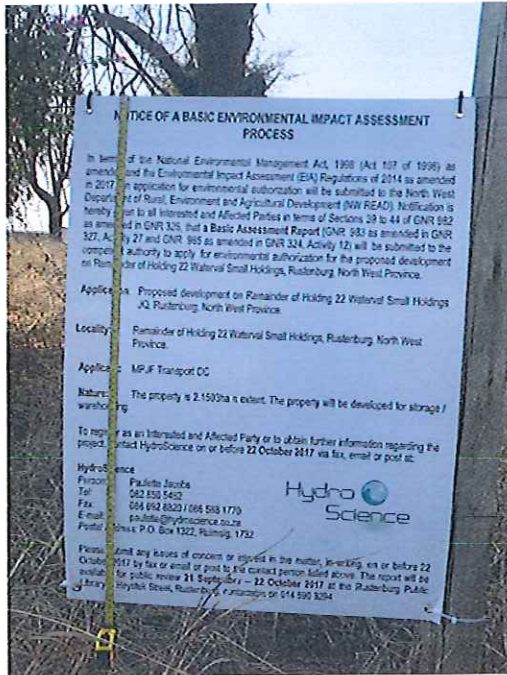 NOTICE OF A BASIC ENVIRONMENTAL IMPACT ASSESSMENT
PROCESS
In terms of the National Environmental Management Act, 1998 (Act 107 of 1998) as
amended and the Environmental Impact Assessment (EIA) Regulations of 2014 as amended
in 2017, an application for environmental authorization will be submitted to the North West
Department of Rural, Environment and Agricultural Development (NW READ). Notification is
hereby given to all Interested and Affected Parties in terms of Sections 39 to 44 of GNR 982
as amended in GNR 326, that a Basic Assessment Report (GNR. 983 as amended in GNR
327, Activity 27 and GNR. 985 as amended in GNR 324, Activity 12) will be submitted to the
competent authority to apply for environmental authorization for the proposed development
on Remainder of Holding 22 Waterval Small Holdings, Rustenburg, North West Province.
Application: Proposed development on Remainder of Holding 22 Waterval Small Holdings
JQ, Rustenburg, North West Province.
Locality: Remainder of Holding 22 Waterval Small Holdings, Rustenburg, North West
Province.
Applicant: MPJF Transport CC
Nature: The property is 2.1503ha in extent. The property will be developed for storage /
warehousing
To register as an Interested and Affected Party or to obtain further information regarding the
project, contact HydroScience on or before 22 October 2017 via fax, email or post at:
HydroScience
Person: Paulette Jacobs
Tel: 082 850 5482
Fax: 086 692 8820 / 086 588 1770
E-mail: paulette@hydroscience.co.za
Postal Address: P.O. Box 1322, Ruimsig, 1732
Hydro
Science
Please submit any issues of concern or interest in the matter, in-writing, on or before 22
October 2017 by fax or email or post to the contact person listed above. The report will be
available for public review 21 September – 22 October 2017 at the Rustenburg Public
Library, Heystek Street, Rustenburg, contactable on 014 590 3294